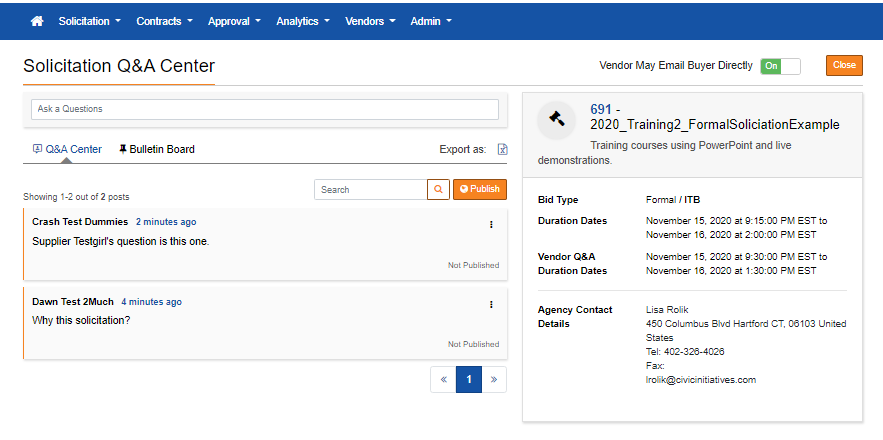 Solicitation Contracts Approval Analytics Vendors Admin
Solicitation Q&A Center
Vendor May Email Buyer Directly On Close
Ask a Questions
Q&A Center Bulletin Board Export as:
Showing 1-2 out of 2 posts
Search Publish
Crash Test Dummies 2 minutes ago
Supplier Testgirl's question is this one.
Not Published
Dawn Test 2Much 4 minutes ago
Why this solicitation?
Not Published
« 1 »
691 -
2020_Training2_FormalSoliciationExample
Training courses using PowerPoint and live
demonstrations.
Bid Type Formal / ITB
Duration Dates November 15, 2020 at 9:15:00 PM EST to
November 16, 2020 at 2:00:00 PM EST
Vendor Q&A November 15, 2020 at 9:30:00 PM EST to
Duration Dates November 16, 2020 at 1:30:00 PM EST
Agency Contact Lisa Rolik
Details 450 Columbus Blvd Hartford CT, 06103 United
States
Tel: 402-326-4026
Fax:
lrolik@civicinitiatives.com